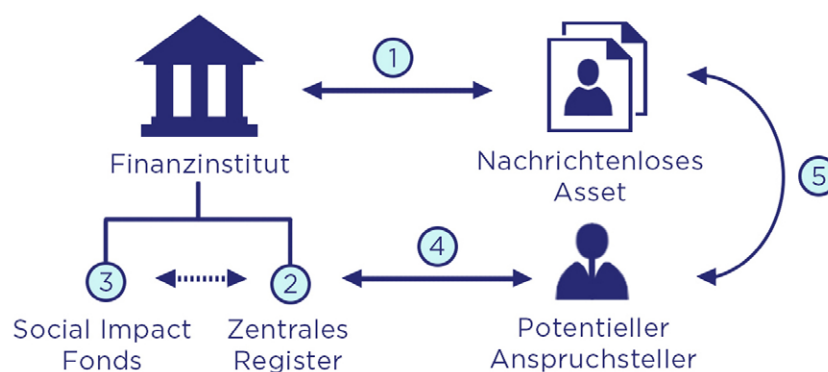 1
Finanzinstitut
Nachrichtenloses
Asset
5
4
3
2
Social Impact
Fonds
Zentrales
Register
Potentieller
Anspruchsteller